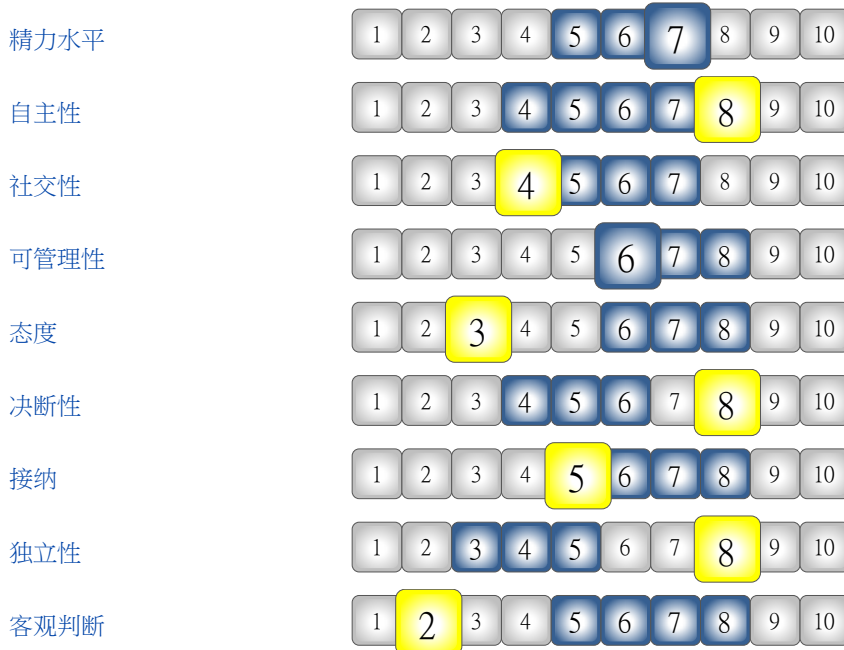 精力水平 1 2 3 4 5 6 7 8 9 10
自主性 1 2 3 4 5 6 7 8 9 10
社交性 1 2 3 4 5 6 7 8 9 10
可管理性 1 2 3 4 5 6 7 8 9 10
态度 1 2 3 4 5 6 7 8 9 10
决断性 1 2 3 4 5 6 7 8 9 10
接纳 1 2 3 4 5 6 7 8 9 10
独立性 1 2 3 4 5 6 7 8 9 10
客观判断 1 2 3 4 5 6 7 8 9 10